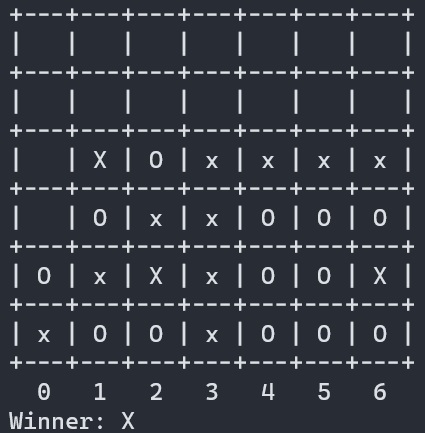 +---+---+---+---+---+---+---+
|   |   |   |   |   |   |   |
+---+---+---+---+---+---+---+
|   |   |   |   |   |   |   |
+---+---+---+---+---+---+---+
|   | X | O | x | x | x | x |
+---+---+---+---+---+---+---+
|   | O | x | x | O | O | O |
+---+---+---+---+---+---+---+
| O | x | X | x | O | O | X |
+---+---+---+---+---+---+---+
| x | O | O | x | O | O | O |
+---+---+---+---+---+---+---+
  0   1   2   3   4   5   6
Winner: X